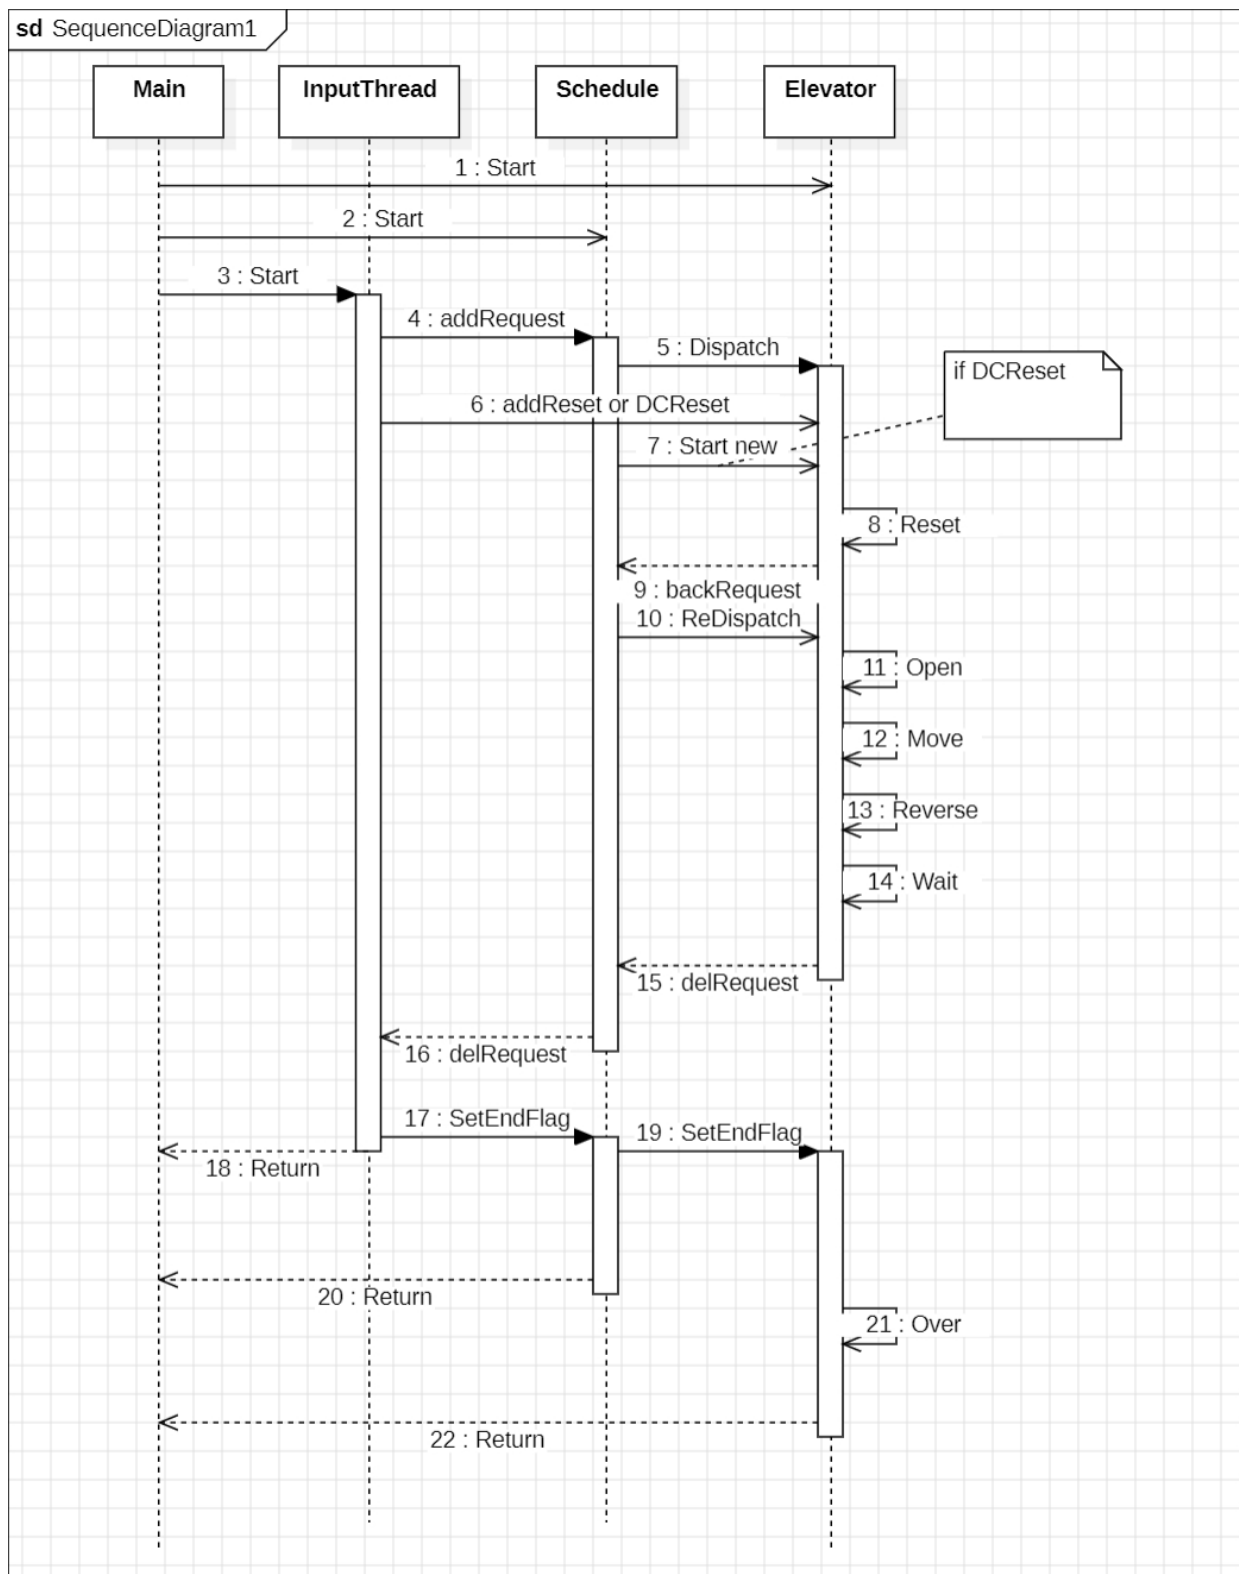 sd SequenceDiagram1
Main
InputThread
Schedule
Elevator
1 : Start
2 : Start
3 : Start
4 : addRequest
5 : Dispatch
if DCReset
6 : addReset or DCReset
7 : Start new
8 : Reset
9 : backRequest
10 : ReDispatch
11 : Open
12 : Move
13 : Reverse
14 : Wait
15 : delRequest
16 : delRequest
17 : SetEndFlag
19 : SetEndFlag
18 : Return
20 : Return
21 : Over
22 : Return